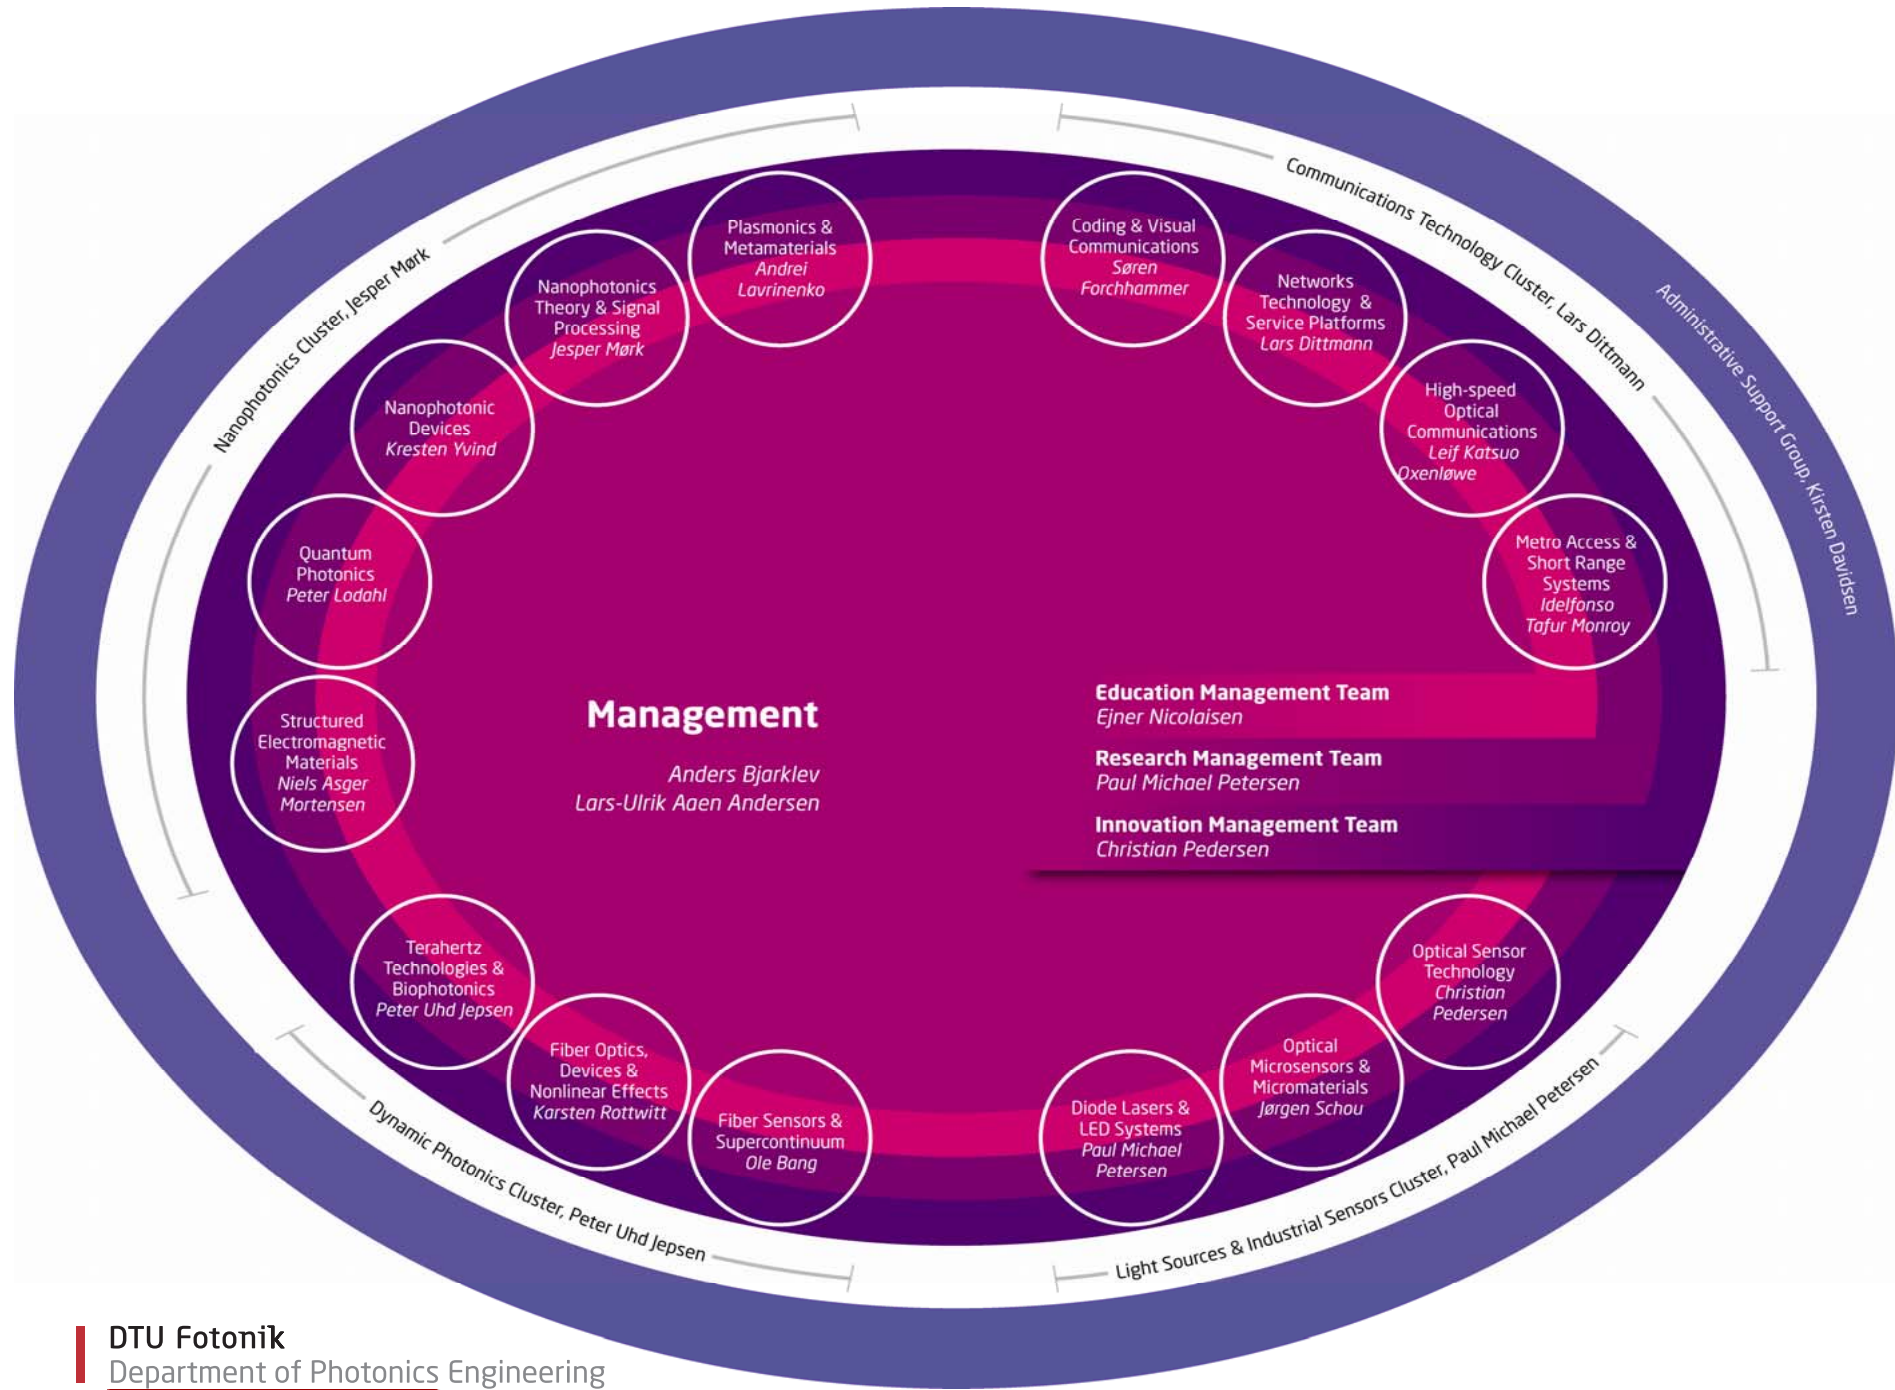 Administrative Support Group, Kirsten Davidsen
Nanophotonics Cluster, Jesper Mørk
Plasmonics &
Metamaterials
Andrei
Lavrinenko
Nanophotonics
Theory & Signal
Processing
Jesper Mørk
Nanophotonic
Devices
Kresten Yvind
Quantum
Photonics
Peter Lodahl
Structured
Electromagnetic
Materials
Niels Asger
Mortensen
Communications Technology Cluster, Lars Dittmann
Coding & Visual
Communications
Søren
Forchhammer
Networks
Technology &
Service Platforms
Lars Dittmann
High-speed
Optical
Communications
Leif Katsuo
Oxenløwe
Metro Access &
Short Range
Systems
Idelfonso
Tafur Monroy
Management
Anders Bjarklev
Lars-Ulrik Aaen Andersen
Education Management Team
Ejner Nicolaisen
Research Management Team
Paul Michael Petersen
Innovation Management Team
Christian Pedersen
Terahertz
Technologies &
Biophotonics
Peter Uhd Jepsen
Fiber Optics,
Devices &
Nonlinear Effects
Karsten Rottwitt
Fiber Sensors &
Supercontinuum
Ole Bang
Dynamic Photonics Cluster, Peter Uhd Jepsen
Optical Sensor
Technology
Christian
Pedersen
Optical
Microsensors &
Micromaterials
Jørgen Schou
Diode Lasers &
LED Systems
Paul Michael
Petersen
Light Sources & Industrial Sensors Cluster, Paul Michael Petersen
DTU Fotonik
Department of Photonics Engineering